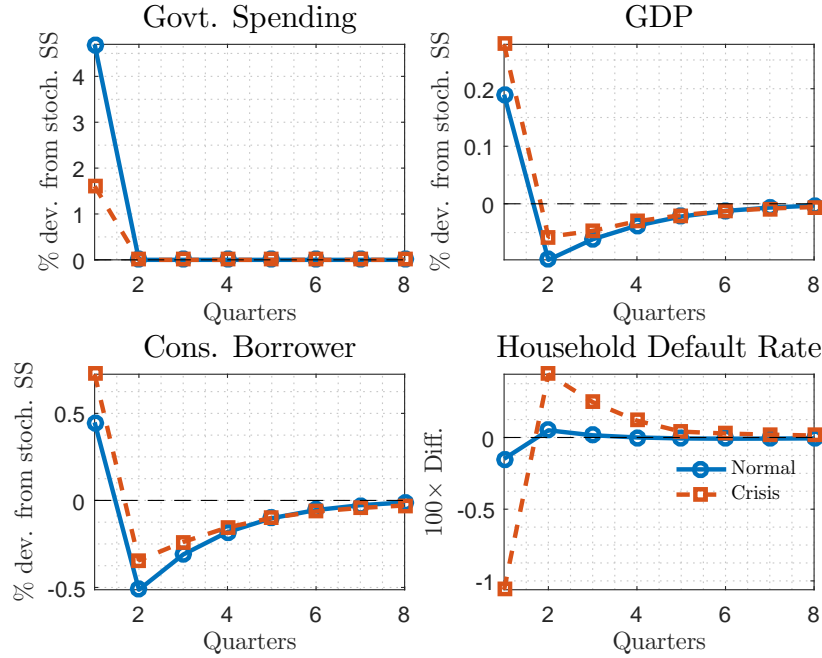 Govt. Spending
% dev. from stoch. SS
4
3
2
1
0
2 4 6 8
Quarters
GDP
% dev. from stoch. SS
0.2
0.1
0
2 4 6 8
Quarters
Cons. Borrower
% dev. from stoch. SS
0.5
0
-0.5
2 4 6 8
Quarters
Household Default Rate
100× Diff.
0
-0.5
-1
Normal
Crisis
2 4 6 8
Quarters